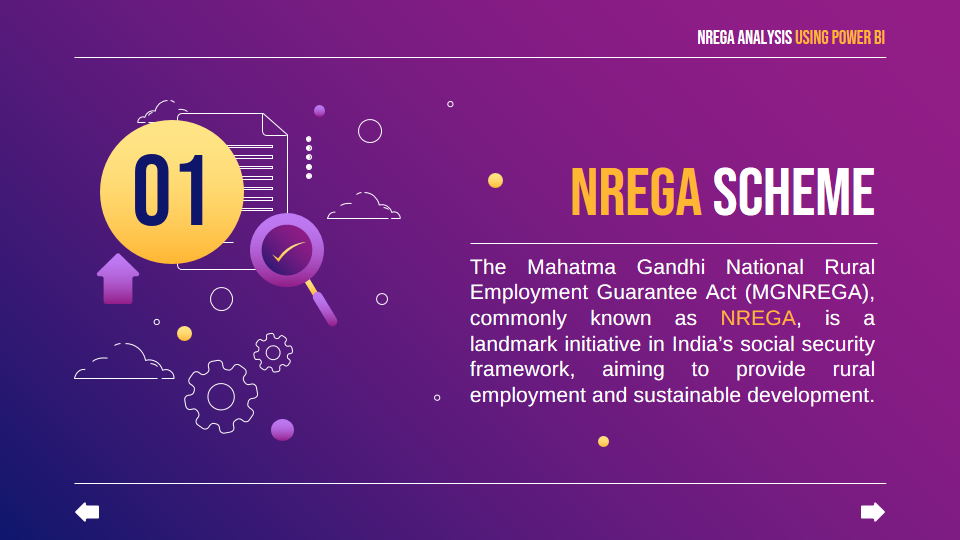 NREGA ANALYSIS USING POWER BI
01
NREGA SCHEME
The Mahatma Gandhi National Rural
Employment Guarantee Act (MGNREGA),
commonly known as NREGA, is a
landmark initiative in India’s social security
framework, aiming to provide rural
employment and sustainable development.